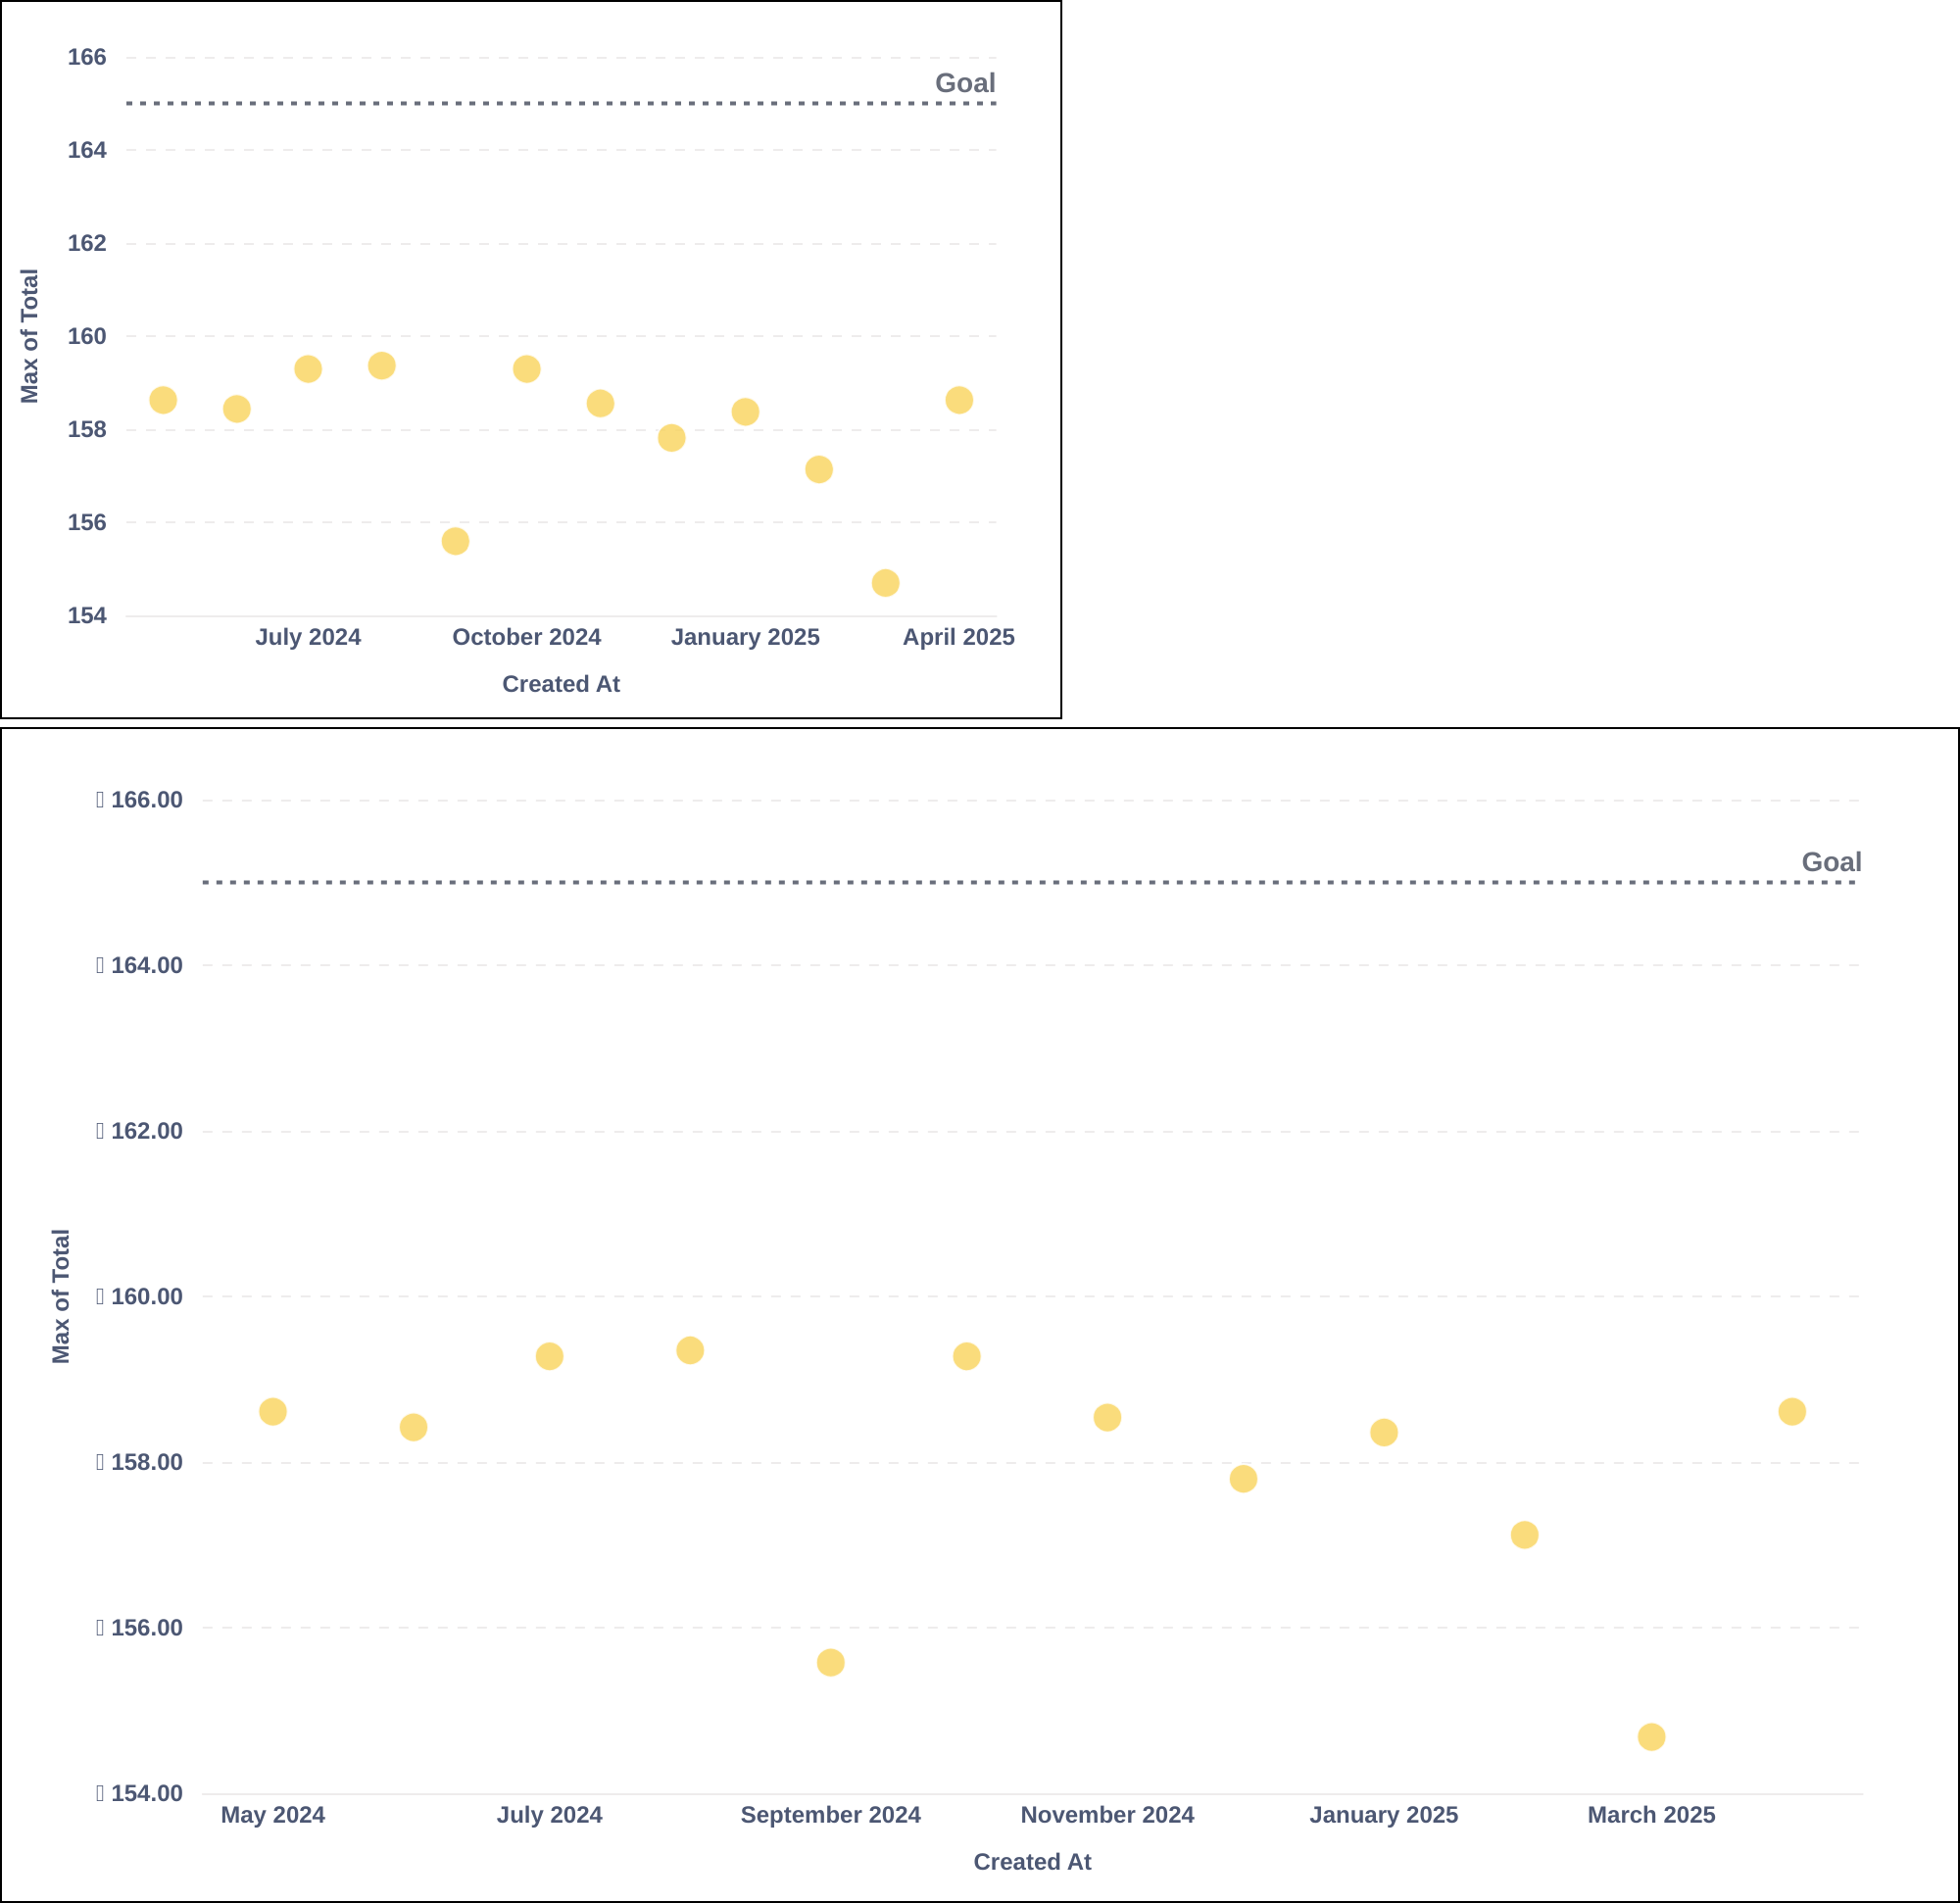 166
Goal
164
162
160
158
156
154
Max of Total
July 2024 October 2024 January 2025 April 2025
Created At
166.00
Goal
164.00
162.00
160.00
158.00
156.00
154.00
Max of Total
May 2024 July 2024 September 2024 November 2024 January 2025 March 2025
Created At